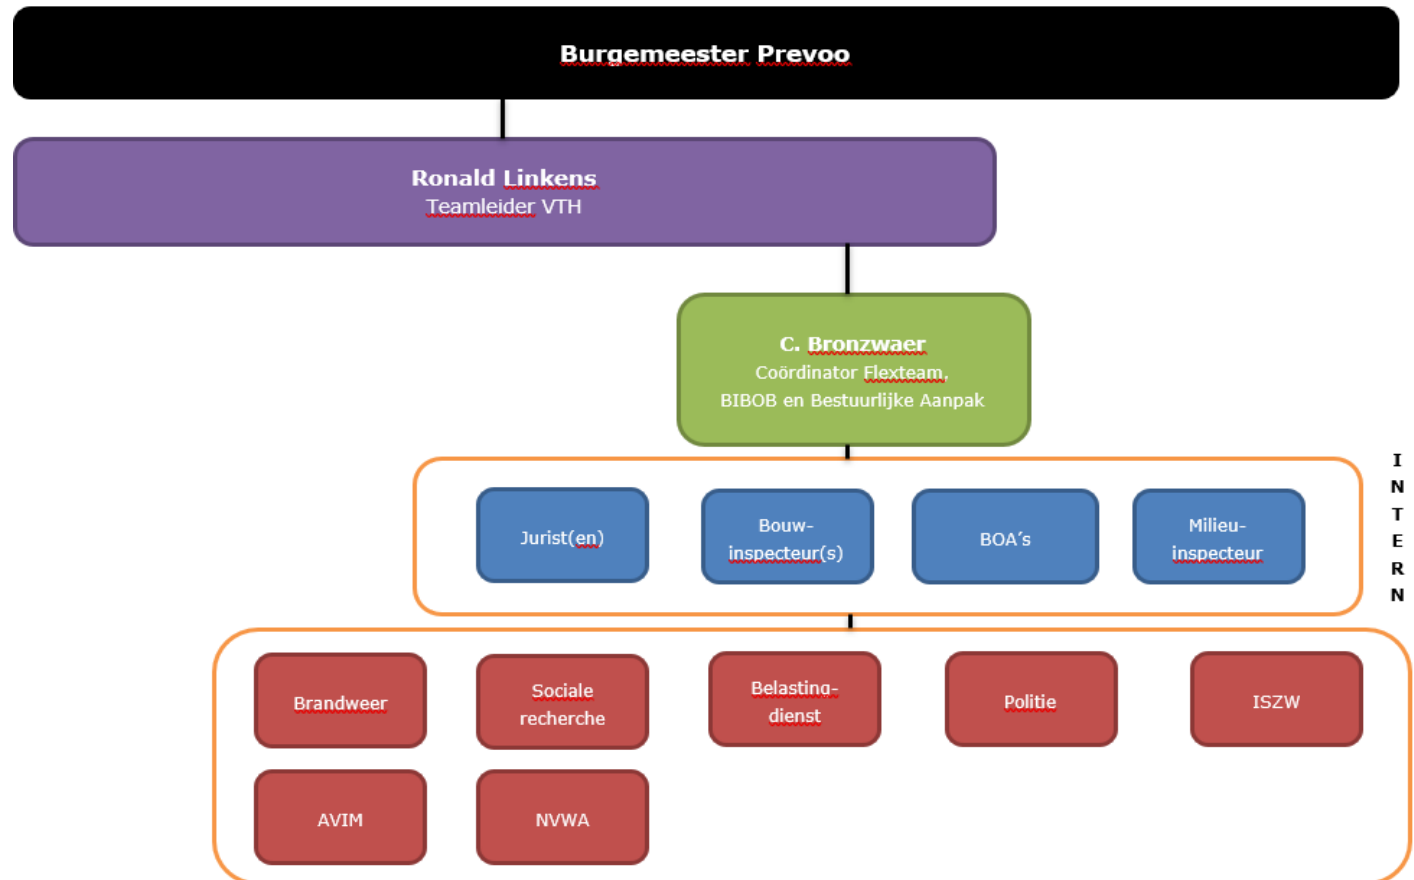 Burgemeester Prevoo
Ronald Linkens
Teamleider VTH
C. Bronzwaer
Coördinator Flexteam,
BIBOB en Bestuurlijke Aanpak
Jurist(en)
Bouw-
inspecteur(s)
BOA´s
Milieu-
inspecteur
I
N
T
E
R
N
Brandweer
Sociale
recherche
Belasting-
dienst
Politie
ISZW
AVIM
NVWA